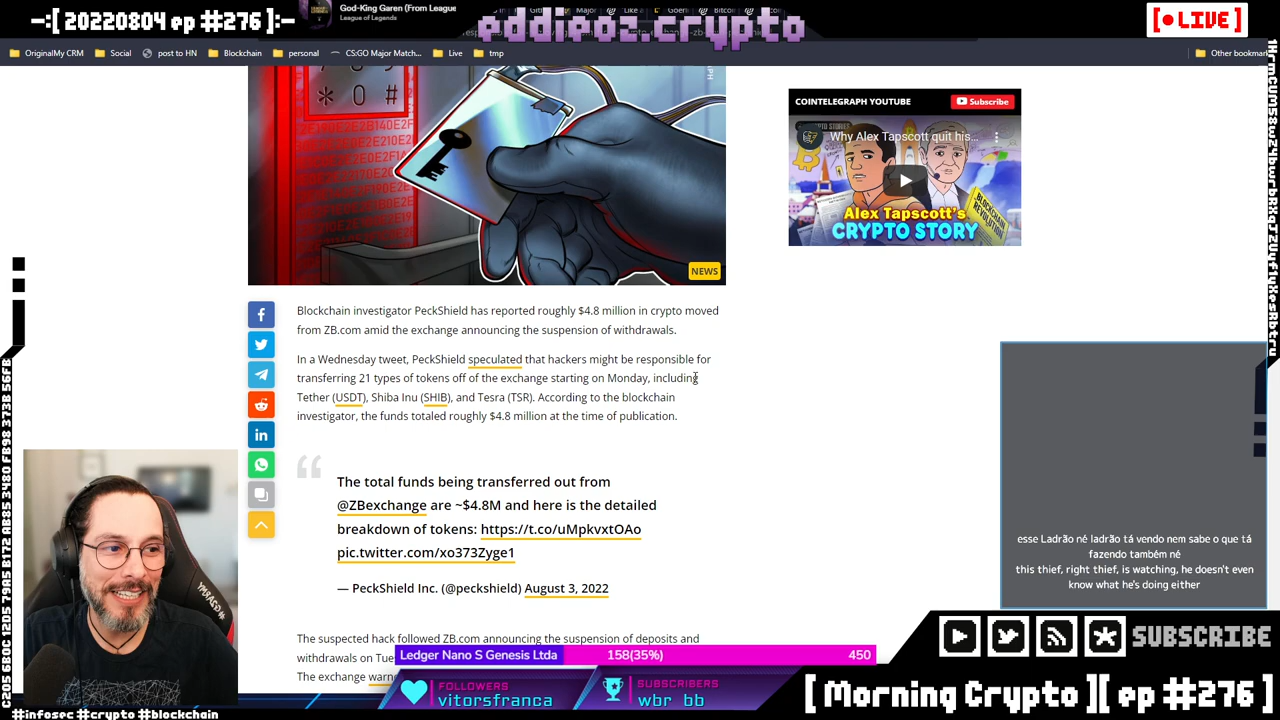 –:[ 20220804 ep #276 ]:–
God-King Garen (From League
League of Legends
eddieoz.crypto
[● LIVE ]
OriginalMy CRM
Social
post to HN
Blockchain
personal
CS:GO Major Match...
Live
tmp
Other bookmar
* 0 #
NEWS
COINTELEGRAPH YOUTUBE
Subscribe
Why Alex Tapscott quit his...
Alex Tapscott's
CRYPTO STORY
BLOCKCHAIN
REVOLUTION
Blockchain investigator PeckShield has reported roughly $4.8 million in crypto moved
from ZB.com amid the exchange announcing the suspension of withdrawals.
In a Wednesday tweet, PeckShield speculated that hackers might be responsible for
transferring 21 types of tokens off of the exchange starting on Monday, including
Tether (USDT), Shiba Inu (SHIB), and Tesra (TSR). According to the blockchain
investigator, the funds totaled roughly $4.8 million at the time of publication.
The total funds being transferred out from
@ZBexchange are ~$4.8M and here is the detailed
breakdown of tokens: https://t.co/uMpkvxtOAo
pic.twitter.com/xo373Zyge1
— PeckShield Inc. (@peckshield) August 3, 2022
The suspected hack followed ZB.com announcing the suspension of deposits and
withdrawals on Tue
The exchange warn
esse Ladrão né ladrão tá vendo nem sabe o que tá
fazendo também né
this thief, right thief, is watching, he doesn't even
know what he's doing either
Ledger Nano S Genesis Ltda
158(35%)
450
FOLLOWERS
vitorsfranca
SUBSCRIBERS
wbr_bb
SUBSCRIBE
[ Morning Crypto ][ ep #276 ]
#infosec #crypto #blockchain